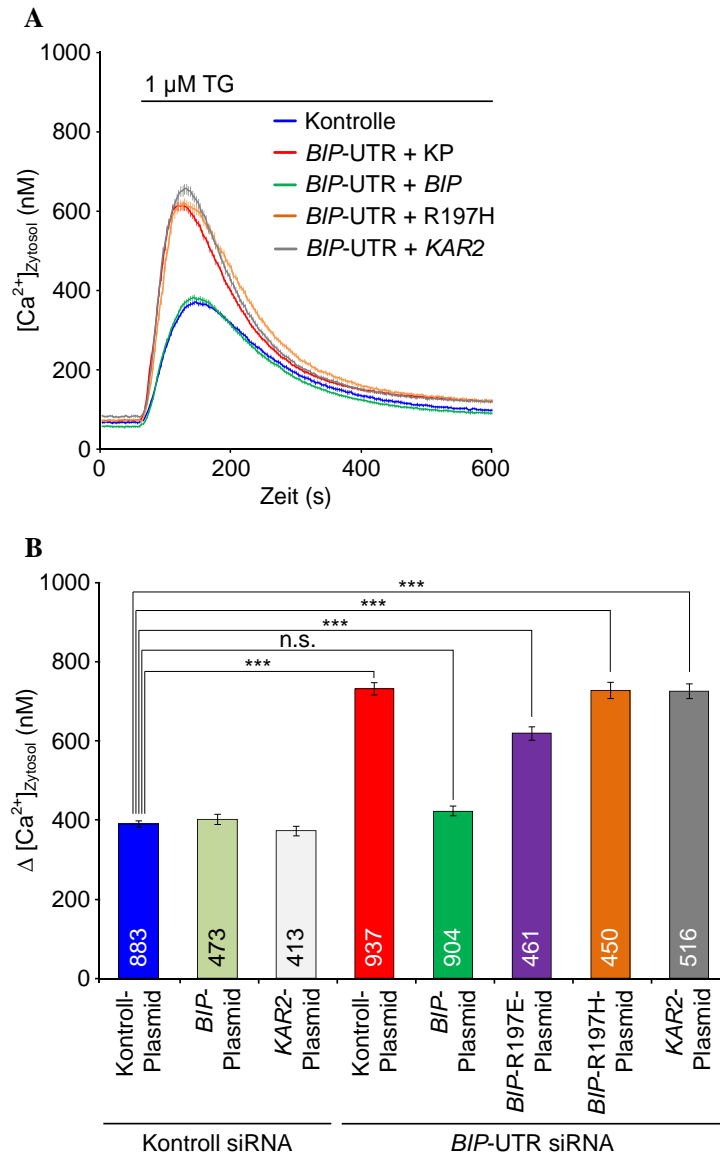 A
1000
800
600
400
200
0
[Ca²⁺]Zytosol (nM)
1 µM TG
Kontrolle
BIP-UTR + KP
BIP-UTR + BIP
BIP-UTR + R197H
BIP-UTR + KAR2
0 200 400 600
Zeit (s)
B
1000
800
600
400
200
0
Δ [Ca²⁺]Zytosol (nM)
***
***
***
n.s.
***
883 473 413 937 904 461 450 516
Kontroll-
Plasmid
BIP-
Plasmid
KAR2-
Plasmid
Kontroll-
Plasmid
BIP-
Plasmid
BIP-R197E-
Plasmid
BIP-R197H-
Plasmid
KAR2-
Plasmid
Kontroll siRNA
BIP-UTR siRNA